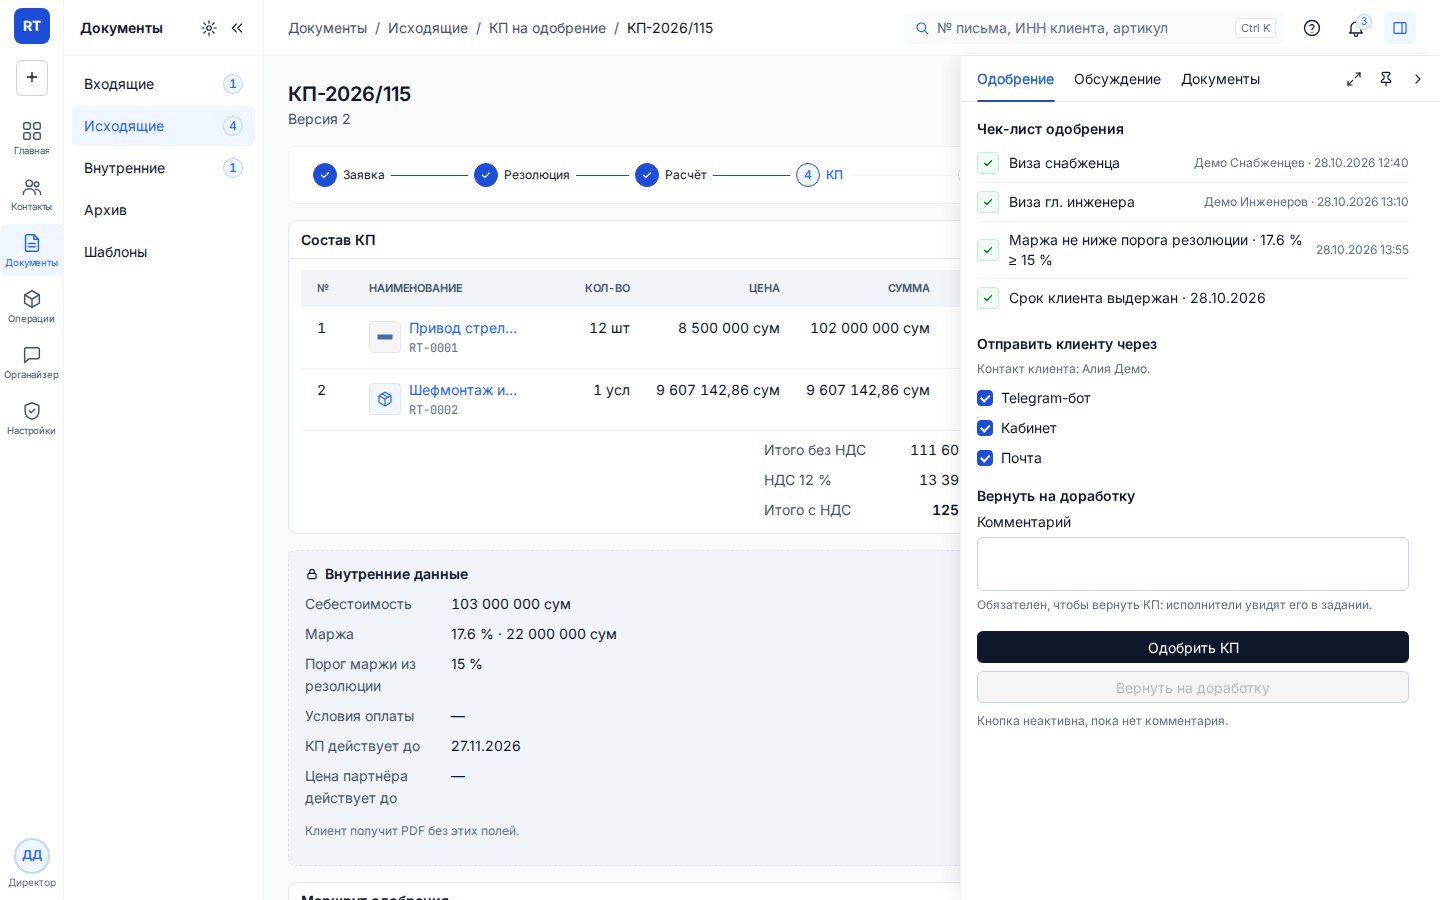 RT
Главная
Контакты
Документы
Операции
Органайзер
Настройки
ДД
Директор
Документы
Входящие 1
Исходящие 4
Внутренние 1
Архив
Шаблоны
Документы / Исходящие / КП на одобрение / КП-2026/115
№ письма, ИНН клиента, артикул Ctrl K
3
КП-2026/115
Версия 2
Заявка Резолюция Расчёт 4 КП
Состав КП
№ НАИМЕНОВАНИЕ КОЛ-ВО ЦЕНА СУММА
1 Привод стрел... 12 шт 8 500 000 сум 102 000 000 сум
RT-0001
2 Шефмонтаж и... 1 усл 9 607 142,86 сум 9 607 142,86 сум
RT-0002
Итого без НДС 111 60
НДС 12 % 13 39
Итого с НДС 125
Внутренние данные
Себестоимость 103 000 000 сум
Маржа 17.6 % · 22 000 000 сум
Порог маржи из резолюции 15 %
Условия оплаты —
КП действует до 27.11.2026
Цена партнёра действует до —
Клиент получит PDF без этих полей.
Маршрут одобрения
Одобрение Обсуждение Документы
Чек-лист одобрения
Виза снабженца Демо Снабженцев · 28.10.2026 12:40
Виза гл. инженера Демо Инженеров · 28.10.2026 13:10
Маржа не ниже порога резолюции · 17.6 % ≥ 15 % 28.10.2026 13:55
Срок клиента выдержан · 28.10.2026
Отправить клиенту через
Контакт клиента: Алия Демо.
Telegram-бот
Кабинет
Почта
Вернуть на доработку
Комментарий
Обязателен, чтобы вернуть КП: исполнители увидят его в задании.
Одобрить КП
Вернуть на доработку
Кнопка неактивна, пока нет комментария.